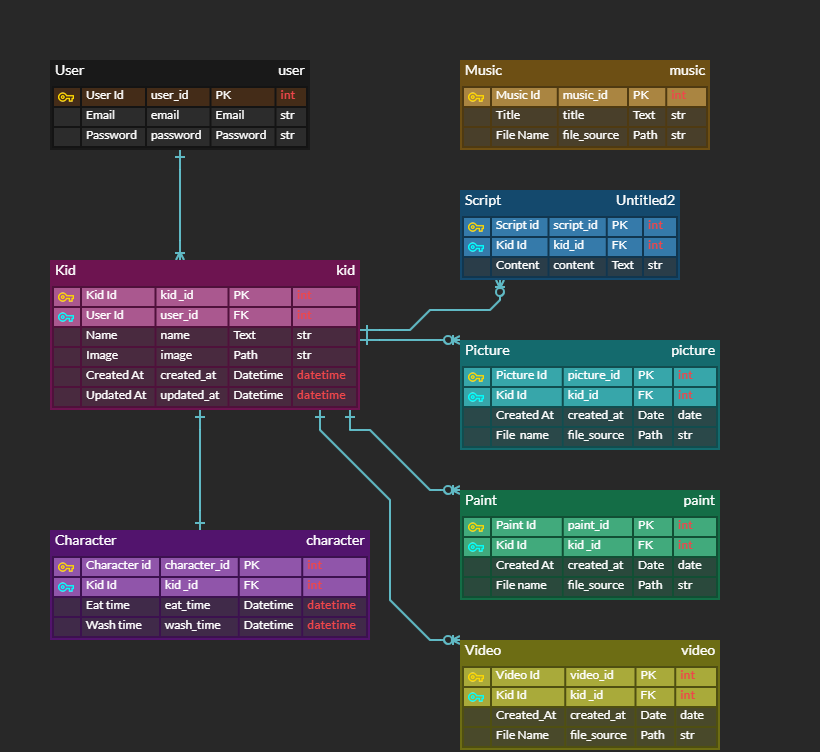 User user
User Id user_id PK int
Email email Email str
Password password Password str
Music music
Music Id music_id PK int
Title title Text str
File Name file_source Path str
Script Untitled2
Script id script_id PK int
Kid Id kid_id FK int
Content content Text str
Kid kid
Kid Id kid_id PK int
User Id user_id FK int
Name name Text str
Image image Path str
Created At created_at Datetime datetime
Updated At updated_at Datetime datetime
Picture picture
Picture Id picture_id PK int
Kid Id kid_id FK int
Created At created_at Date date
File name file_source Path str
Paint paint
Paint Id paint_id PK int
Kid Id kid_id FK int
Created At created_at Date date
File name file_source Path str
Character character
Character id character_id PK int
Kid Id kid_id FK int
Eat time eat_time Datetime datetime
Wash time wash_time Datetime datetime
Video video
Video Id video_id PK int
Kid Id kid _id FK int
Created_At created_at Date date
File Name file_source Path str